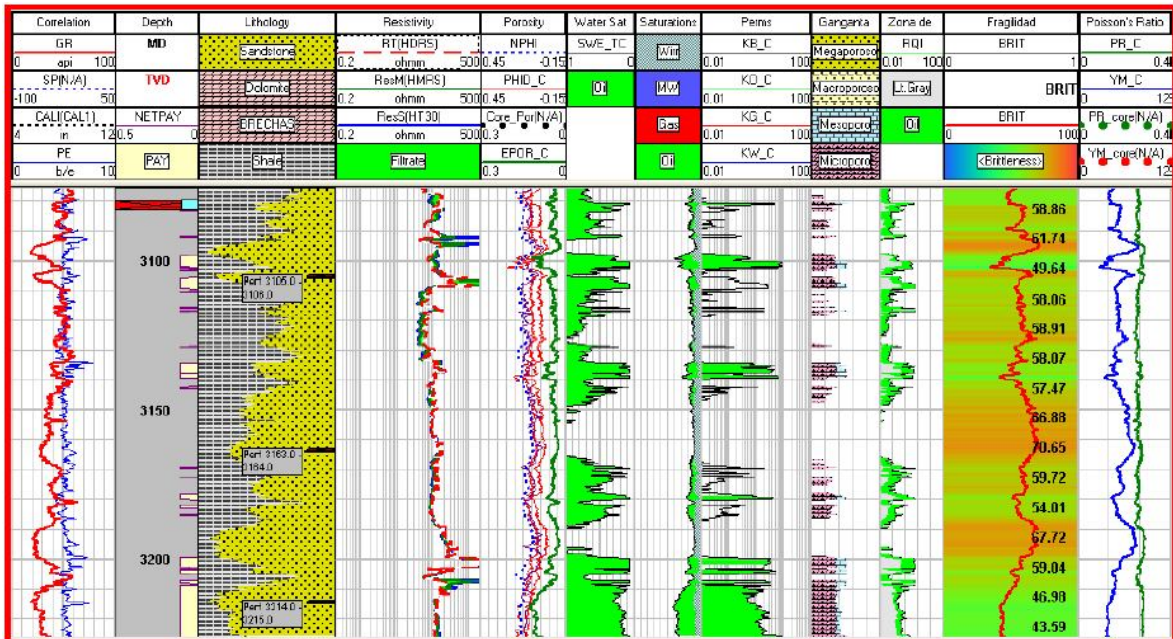 Correlation Depth Lithology Resistivity Porosity Water Sat Saturations Perms Ganganta Zona de Fragilidad Poisson's Ratio
GR MD Sandstone RT(HDRS) NPHI SWE_TC Wirr KB_C Megaporoso RQI BRIT PR_C
0 api 100 0.2 ohmm 500 0.45 -0.15 1 0 0.01 100 0.01 100 0 1 0 0.4
SP(N/A) TVD Dolomite ResM(HMRS) PHID_C Oil MW KO_C Macroporoso Lt.Gray BRIT YM_C
-100 50 0.2 ohmm 500 0.45 -0.15 0.01 100 0 12
CALI(CAL1) NETPAY BRECHAS ResS(HT30) Core_Por(N/A) Gas KG_C Mesoporo Oil BRIT PR_core(N/A)
4 in 12 0.5 0 0.2 ohmm 500 0.3 0 0.01 100 0 100 0 0.4
PE PAY Shale Filtrate EPOR_C Oil KW_C Microporo <Brittleness> YM_core(N/A)
0 b/e 10 0.3 0 0.01 100 0 12
58.86
61.74
3100
49.64
Perf 3105.0 -
3106.0
58.06
58.91
58.07
57.47
3150
66.88
Perf 3163.0 -
3164.0
70.65
59.72
54.01
67.72
3200
59.04
46.98
Perf 3214.0 -
3215.0
43.59